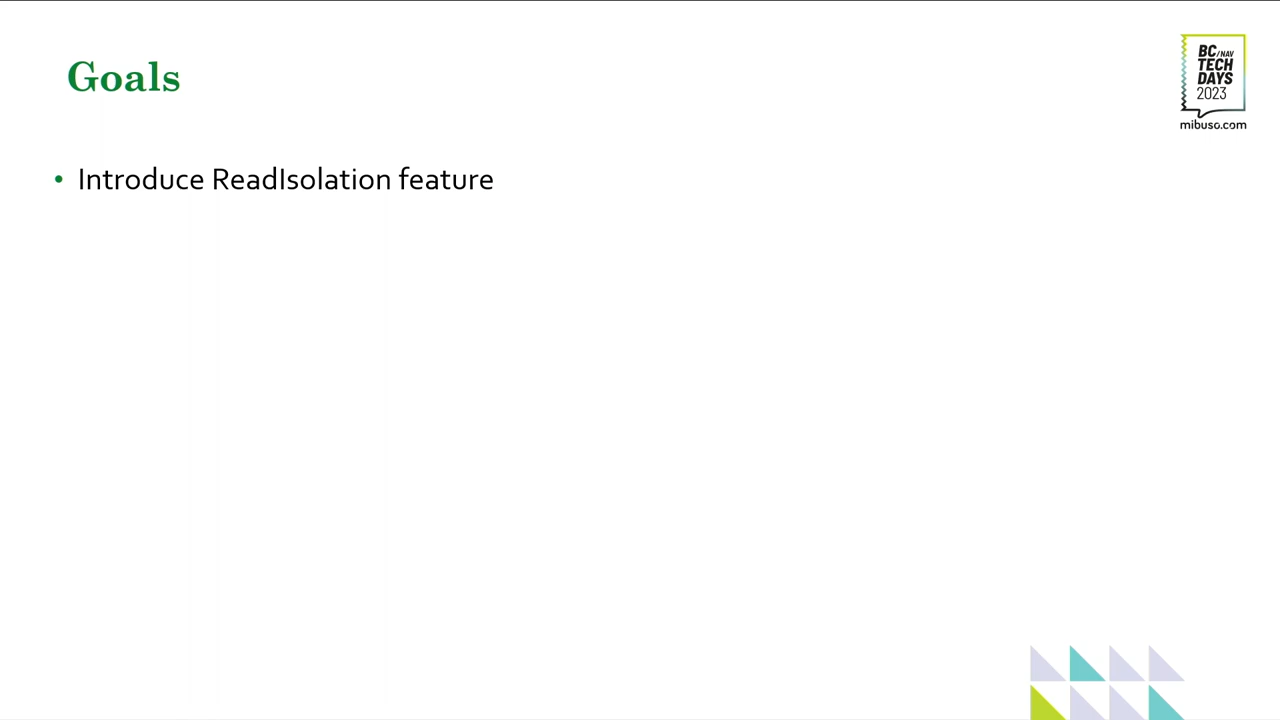 Goals
BC/NAV
TECH
DAYS
2023
mibuso.com
• Introduce ReadIsolation feature